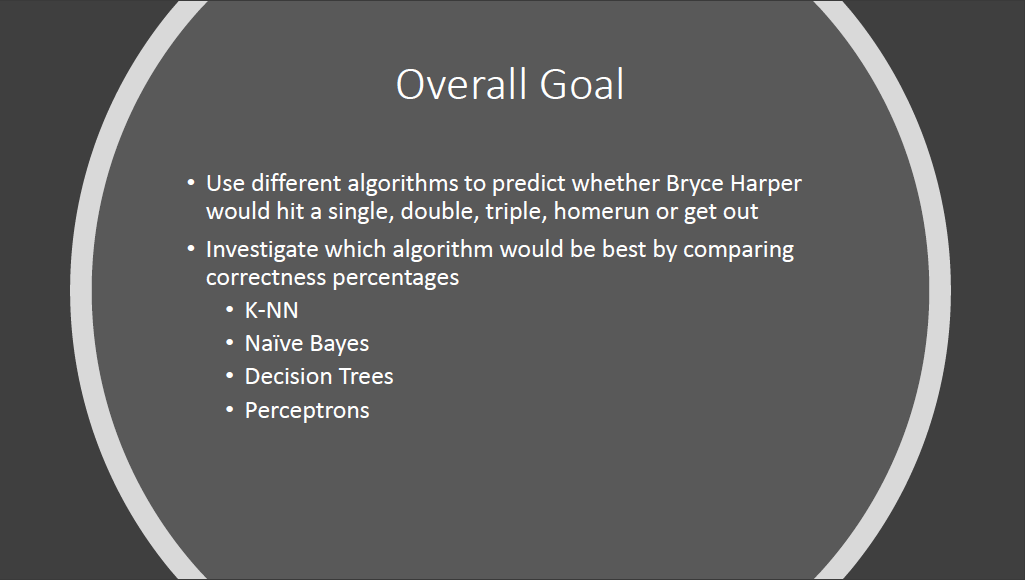 Overall Goal
• Use different algorithms to predict whether Bryce Harper
would hit a single, double, triple, homerun or get out
• Investigate which algorithm would be best by comparing
correctness percentages
• K-NN
• Naïve Bayes
• Decision Trees
• Perceptrons